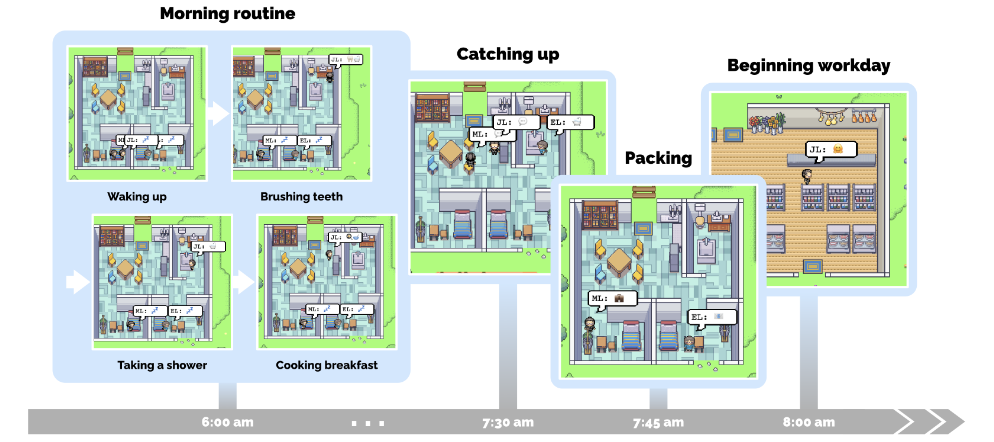 Morning routine
Catching up
Beginning workday
Packing
JL:
ML:
EL:
Waking up
Brushing teeth
JL:
ML:
EL:
JL:
ML:
EL:
Taking a shower
Cooking breakfast
JL:
ML:
EL:
JL:
ML:
EL:
ML:
EL:
JL:
6:00 am
...
7:30 am
7:45 am
8:00 am